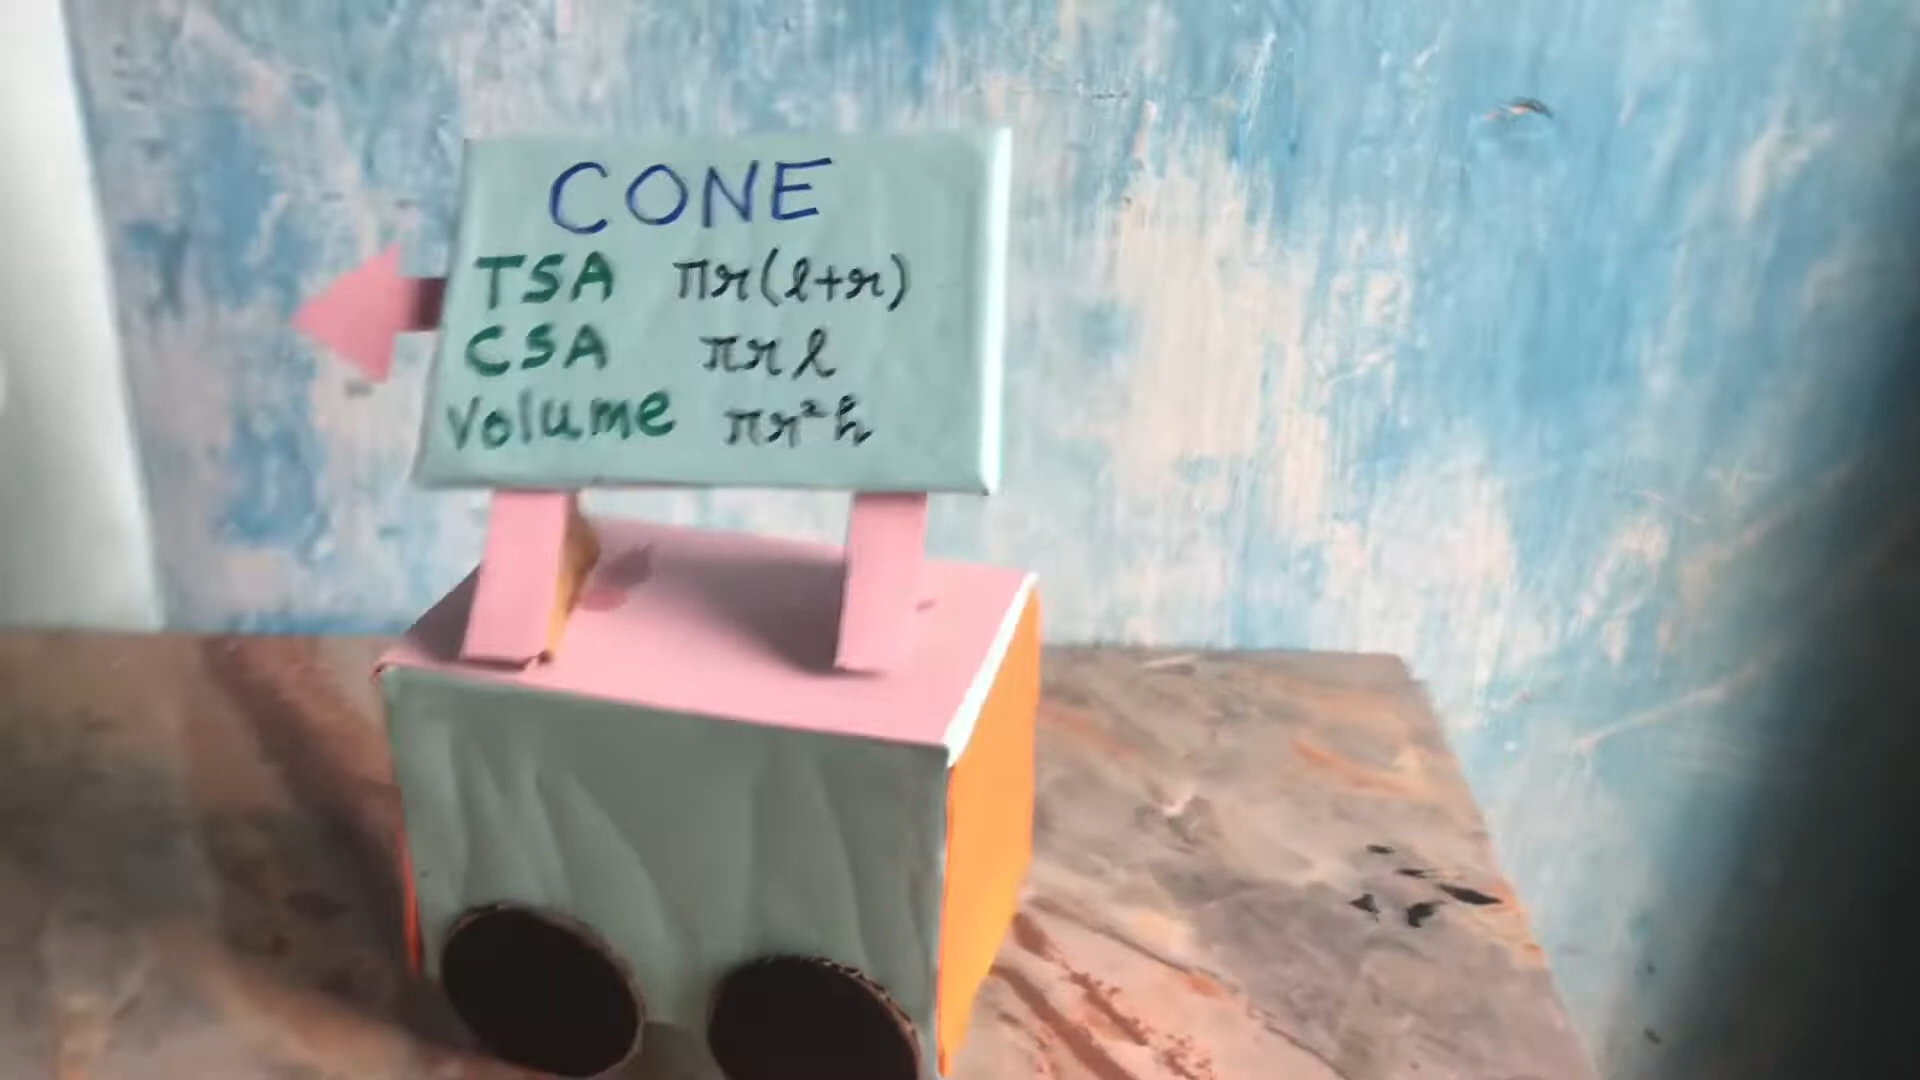 CONE
TSA πr(l+r)
CSA πrl
Volume πr²h